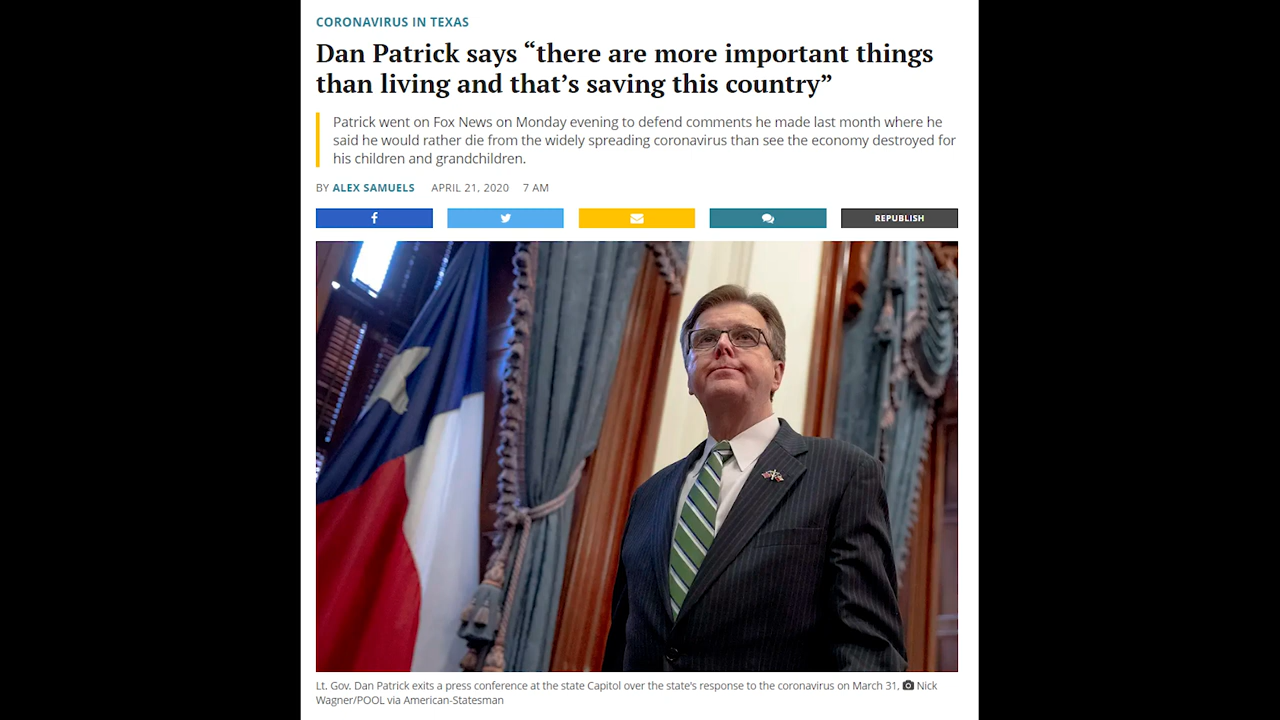 CORONAVIRUS IN TEXAS
Dan Patrick says “there are more important things
than living and that’s saving this country”
Patrick went on Fox News on Monday evening to defend comments he made last month where he
said he would rather die from the widely spreading coronavirus than see the economy destroyed for
his children and grandchildren.
BY ALEX SAMUELS APRIL 21, 2020 7 AM
REPUBLISH
Lt. Gov. Dan Patrick exits a press conference at the state Capitol over the state's response to the coronavirus on March 31, Nick
Wagner/POOL via American-Statesman